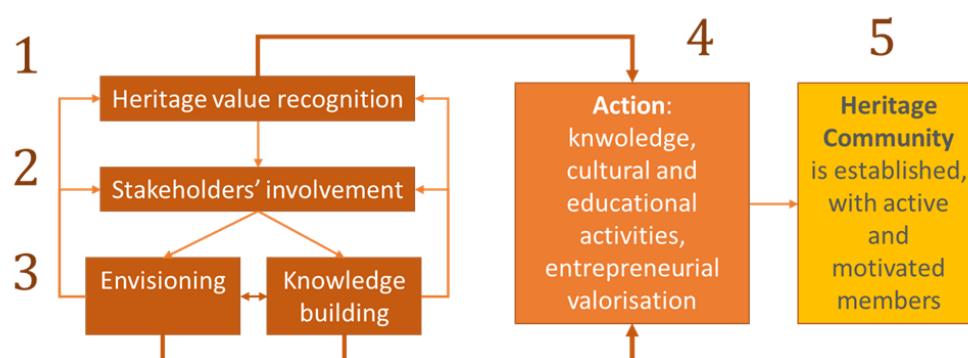 1
Heritage value recognition
2
Stakeholders’ involvement
3
Envisioning
Knowledge
building
4
Action:
knwoledge,
cultural and
educational
activities,
entrepreneurial
valorisation
5
Heritage
Community
is established,
with active
and
motivated
members